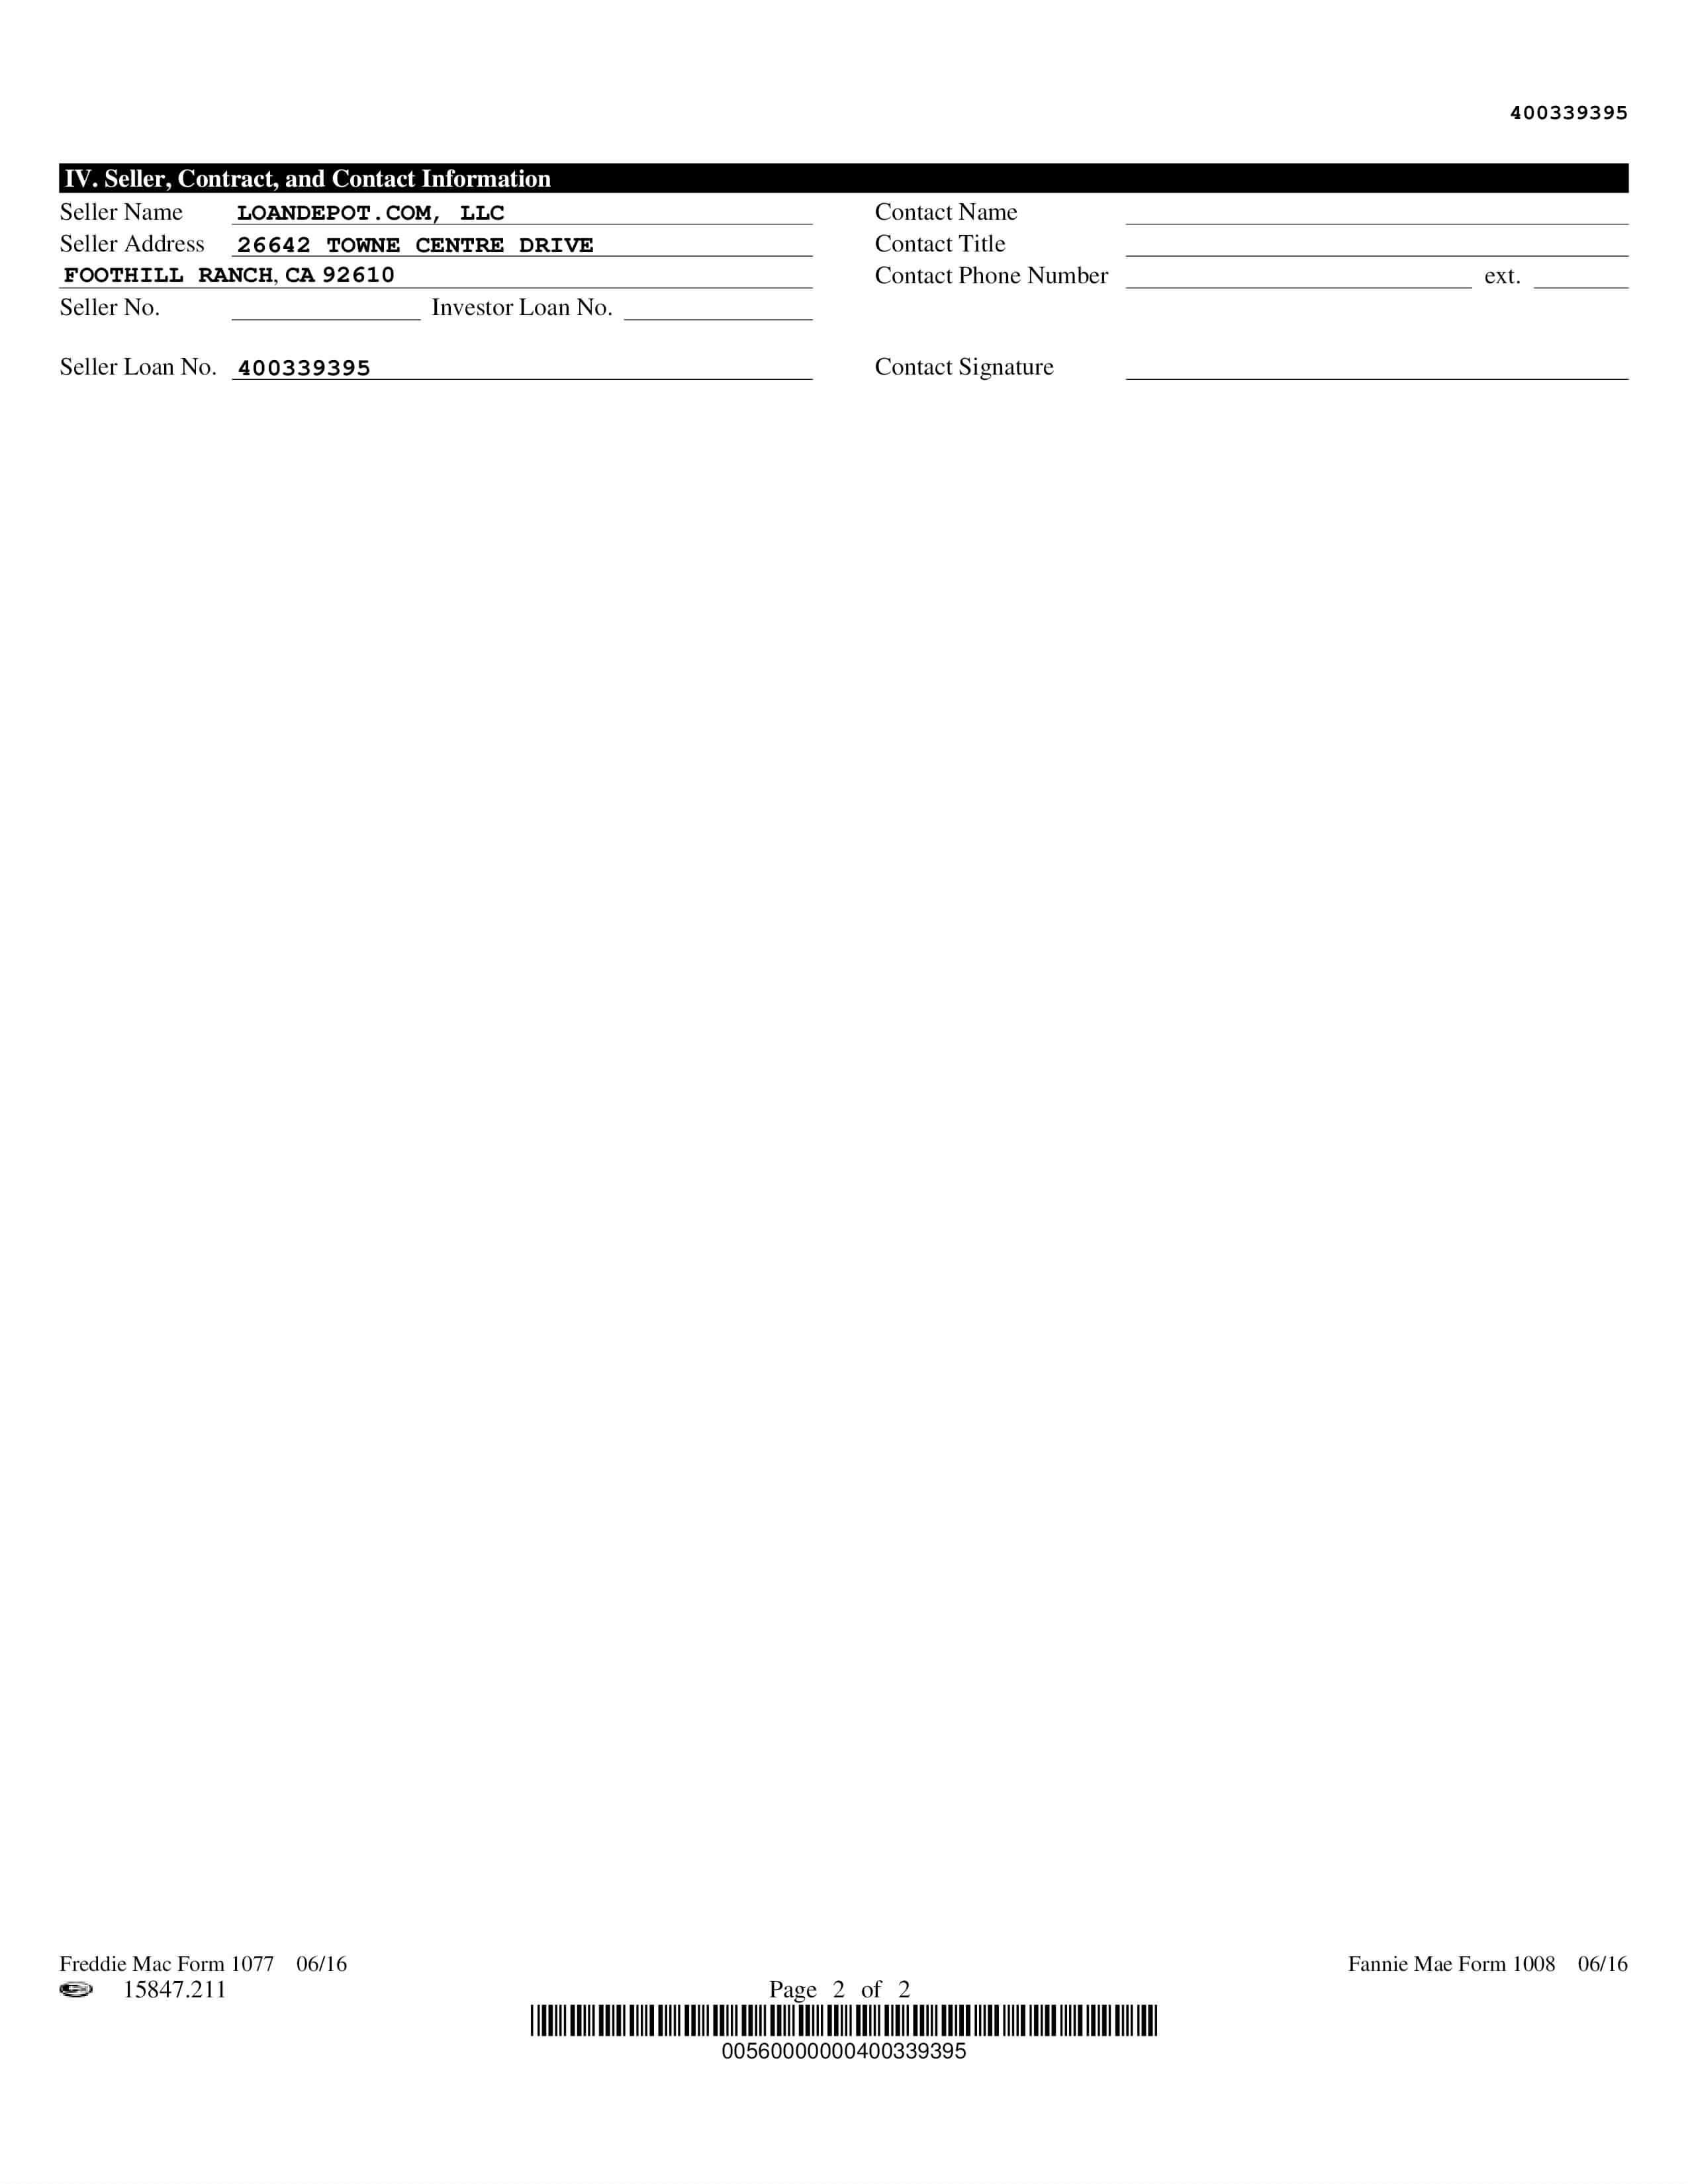 400339395
IV. Seller, Contract, and Contact Information
Seller Name LOANDEPOT.COM, LLC
Seller Address 26642 TOWNE CENTRE DRIVE
FOOTHILL RANCH, CA 92610
Seller No. Investor Loan No.
Seller Loan No. 400339395
Contact Name
Contact Title
Contact Phone Number ext.
Contact Signature
Freddie Mac Form 1077 06/16
Fannie Mae Form 1008 06/16
15847.211
Page 2 of 2
00560000000400339395